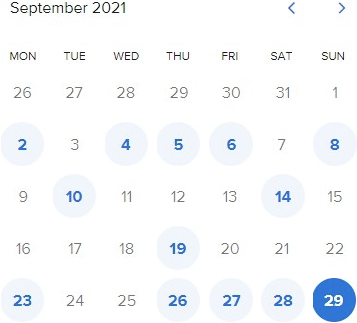 September 2021
MON TUE WED THU FRI SAT SUN
26 27 28 29 30 31 1
2 3 4 5 6 7 8
9 10 11 12 13 14 15
16 17 18 19 20 21 22
23 24 25 26 27 28 29